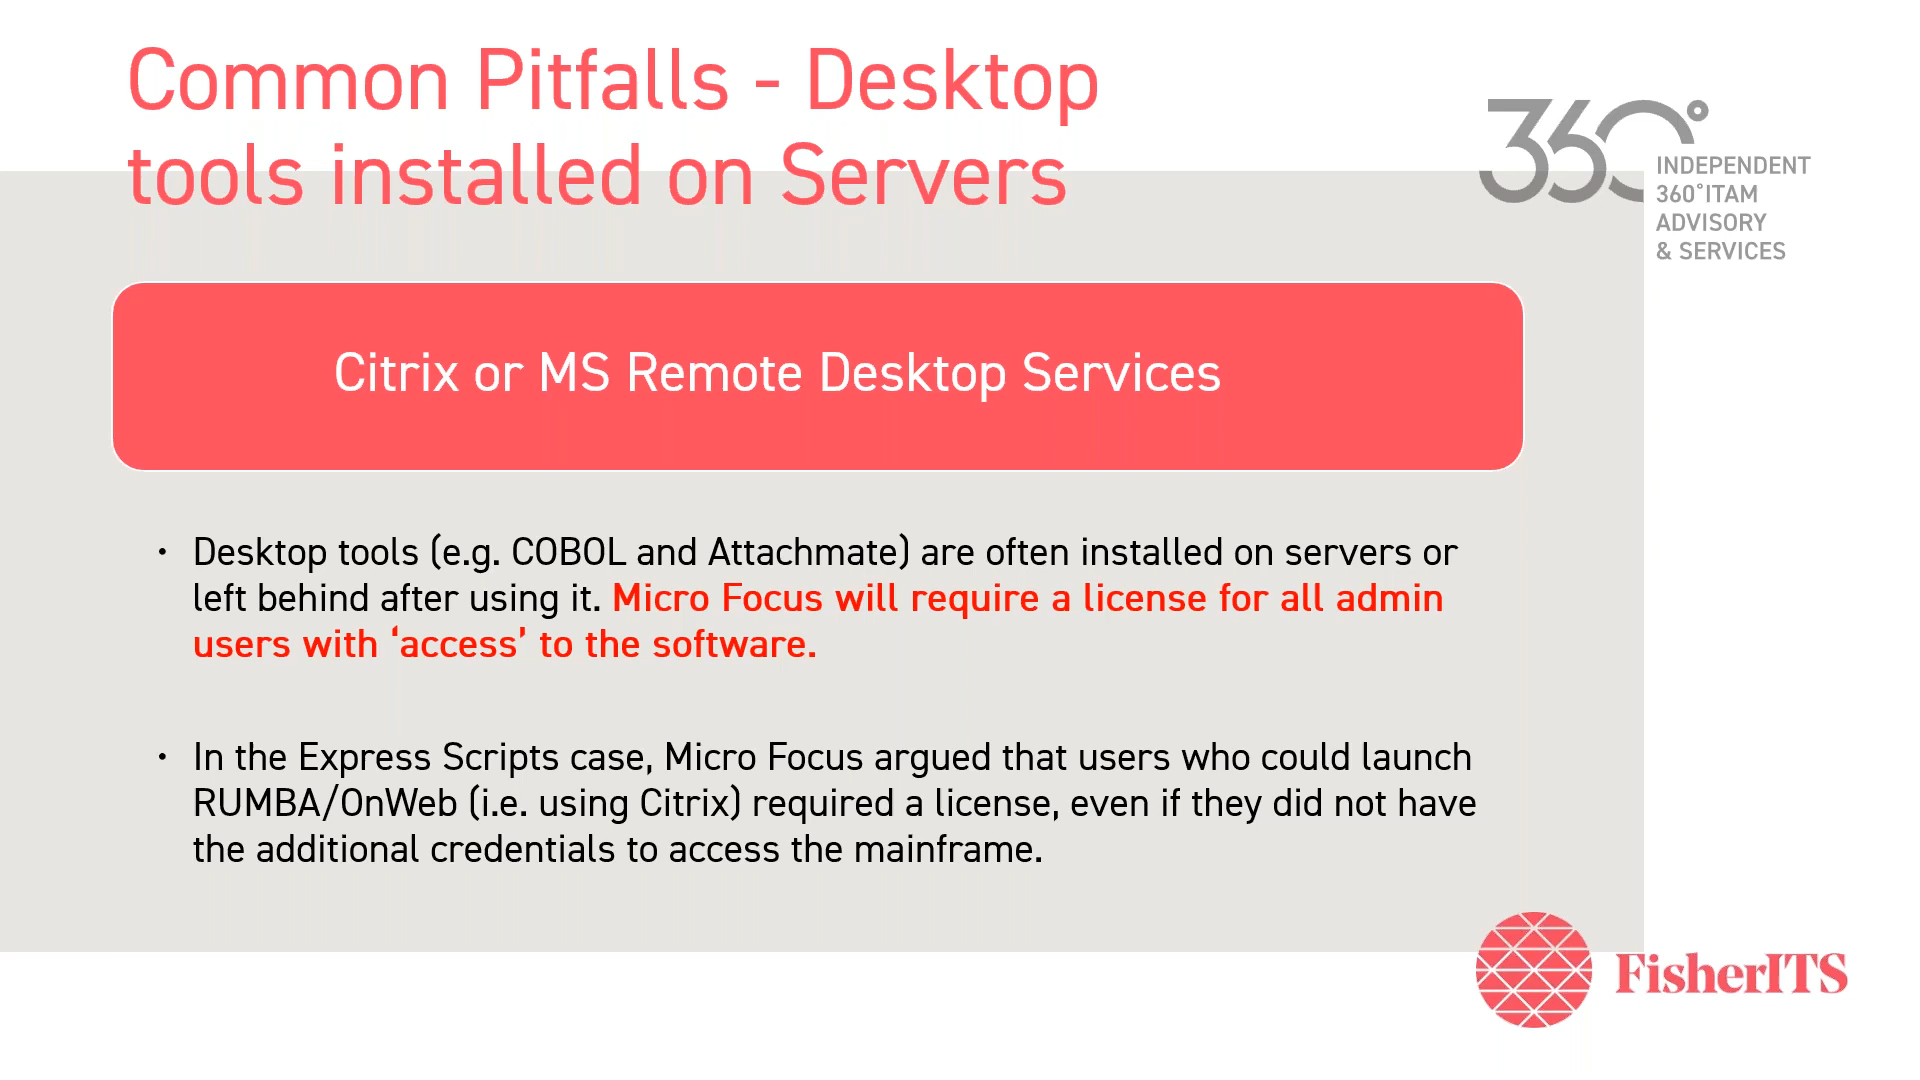 Common Pitfalls - Desktop
tools installed on Servers
360°
INDEPENDENT
360°ITAM
ADVISORY
& SERVICES
Citrix or MS Remote Desktop Services
• Desktop tools (e.g. COBOL and Attachmate) are often installed on servers or
left behind after using it. Micro Focus will require a license for all admin
users with ‘access’ to the software.
• In the Express Scripts case, Micro Focus argued that users who could launch
RUMBA/OnWeb (i.e. using Citrix) required a license, even if they did not have
the additional credentials to access the mainframe.
FisherITS